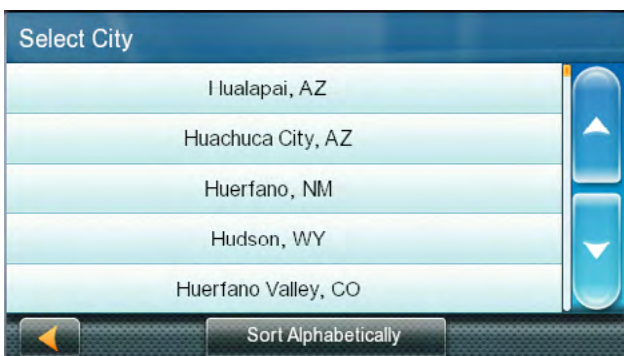 Select City
Hualapai, AZ
Huachuca City, AZ
Huerfano, NM
Hudson, WY
Huerfano Valley, CO
Sort Alphabetically